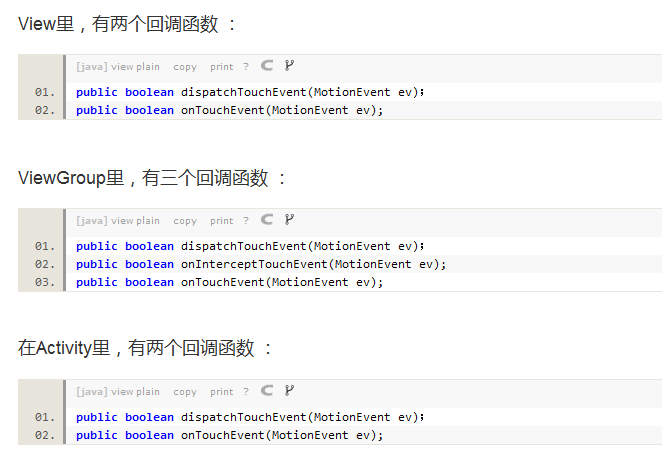 View里，有两个回调函数 ：
[java] view plain copy print ?
01. public boolean dispatchTouchEvent(MotionEvent ev);
02. public boolean onTouchEvent(MotionEvent ev);
ViewGroup里，有三个回调函数 ：
[java] view plain copy print ?
01. public boolean dispatchTouchEvent(MotionEvent ev);
02. public boolean onInterceptTouchEvent(MotionEvent ev);
03. public boolean onTouchEvent(MotionEvent ev);
在Activity里，有两个回调函数 ：
[java] view plain copy print ?
01. public boolean dispatchTouchEvent(MotionEvent ev);
02. public boolean onTouchEvent(MotionEvent ev);